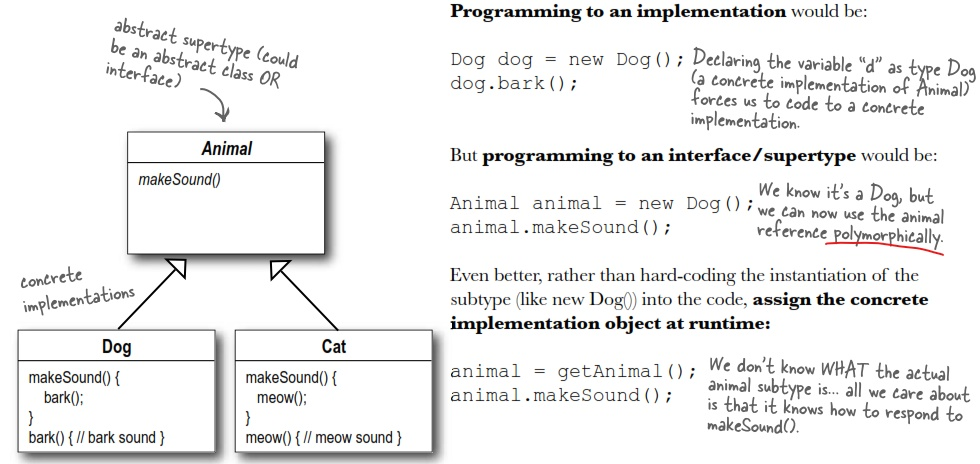 abstract supertype (could
be an abstract class OR
interface)
Animal
makeSound()
concrete
implementations
Dog
makeSound() {
bark();
}
bark() { // bark sound }
Cat
makeSound() {
meow();
}
meow() { // meow sound }
Programming to an implementation would be:
Dog dog = new Dog();
dog.bark();
Declaring the variable “d” as type Dog
(a concrete implementation of Animal)
forces us to code to a concrete
implementation.
But programming to an interface/supertype would be:
Animal animal = new Dog();
animal.makeSound();
We know it’s a Dog, but
we can now use the animal
reference polymorphically.
Even better, rather than hard-coding the instantiation of the
subtype (like new Dog()) into the code, assign the concrete
implementation object at runtime:
animal = getAnimal();
animal.makeSound();
We don’t know WHAT the actual
animal subtype is... all we care about
is that it knows how to respond to
makeSound().